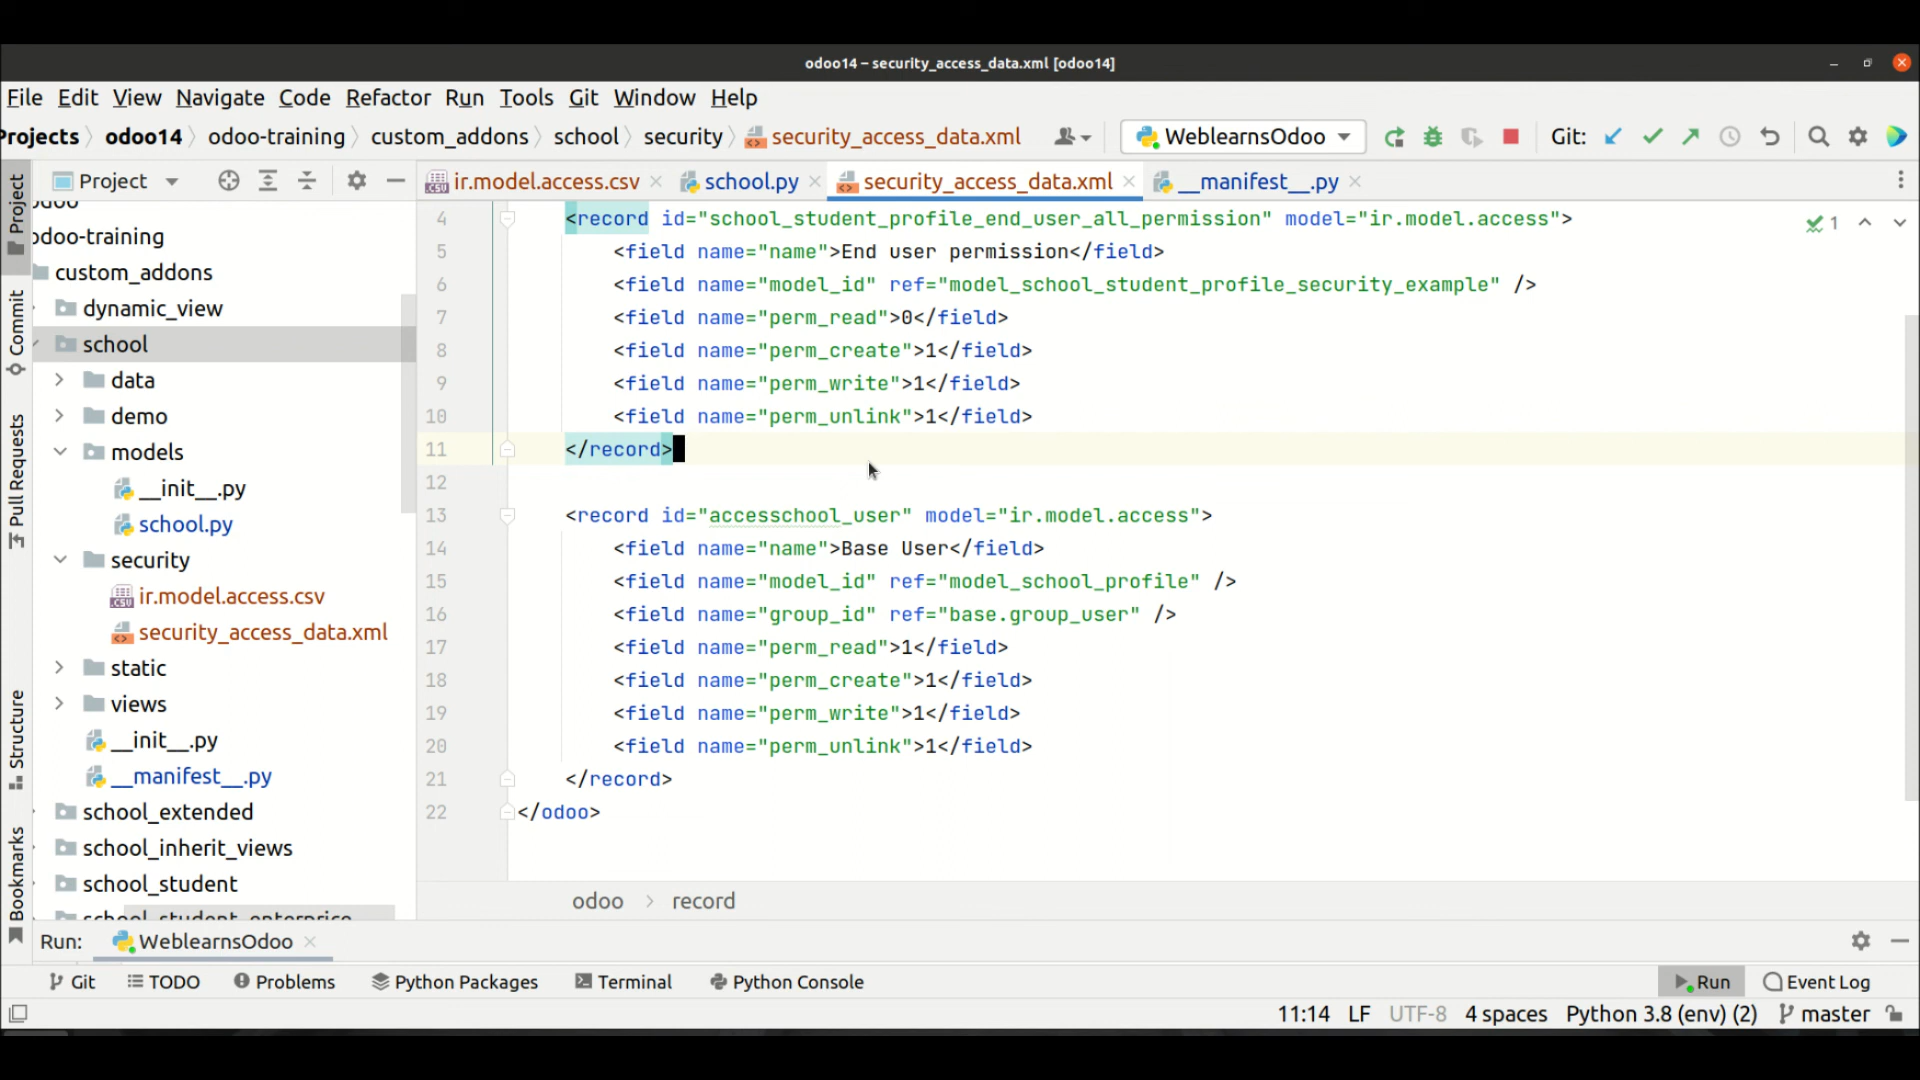 odoo14 – security_access_data.xml [odoo14]
File Edit View Navigate Code Refactor Run Tools Git Window Help
Projects odoo14 odoo-training custom_addons school security security_access_data.xml WeblearnsOdoo Git:
Project ir.model.access.csv school.py security_access_data.xml __manifest__.py
odoo-training
custom_addons
dynamic_view
school
data
demo
models
__init__.py
school.py
security
ir.model.access.csv
security_access_data.xml
static
views
__init__.py
__manifest__.py
school_extended
school_inherit_views
school_student
school_student_enterprise
Project
Commit
Pull Requests
Structure
Bookmarks
1
4 <record id="school_student_profile_end_user_all_permission" model="ir.model.access">
5 <field name="name">End user permission</field>
6 <field name="model_id" ref="model_school_student_profile_security_example" />
7 <field name="perm_read">0</field>
8 <field name="perm_create">1</field>
9 <field name="perm_write">1</field>
10 <field name="perm_unlink">1</field>
11 </record>
12
13 <record id="accesschool_user" model="ir.model.access">
14 <field name="name">Base User</field>
15 <field name="model_id" ref="model_school_profile" />
16 <field name="group_id" ref="base.group_user" />
17 <field name="perm_read">1</field>
18 <field name="perm_create">1</field>
19 <field name="perm_write">1</field>
20 <field name="perm_unlink">1</field>
21 </record>
22 </odoo>
odoo record
Run: WeblearnsOdoo
Git TODO Problems Python Packages Terminal Python Console Run Event Log
11:14 LF UTF-8 4 spaces Python 3.8 (env) (2) master